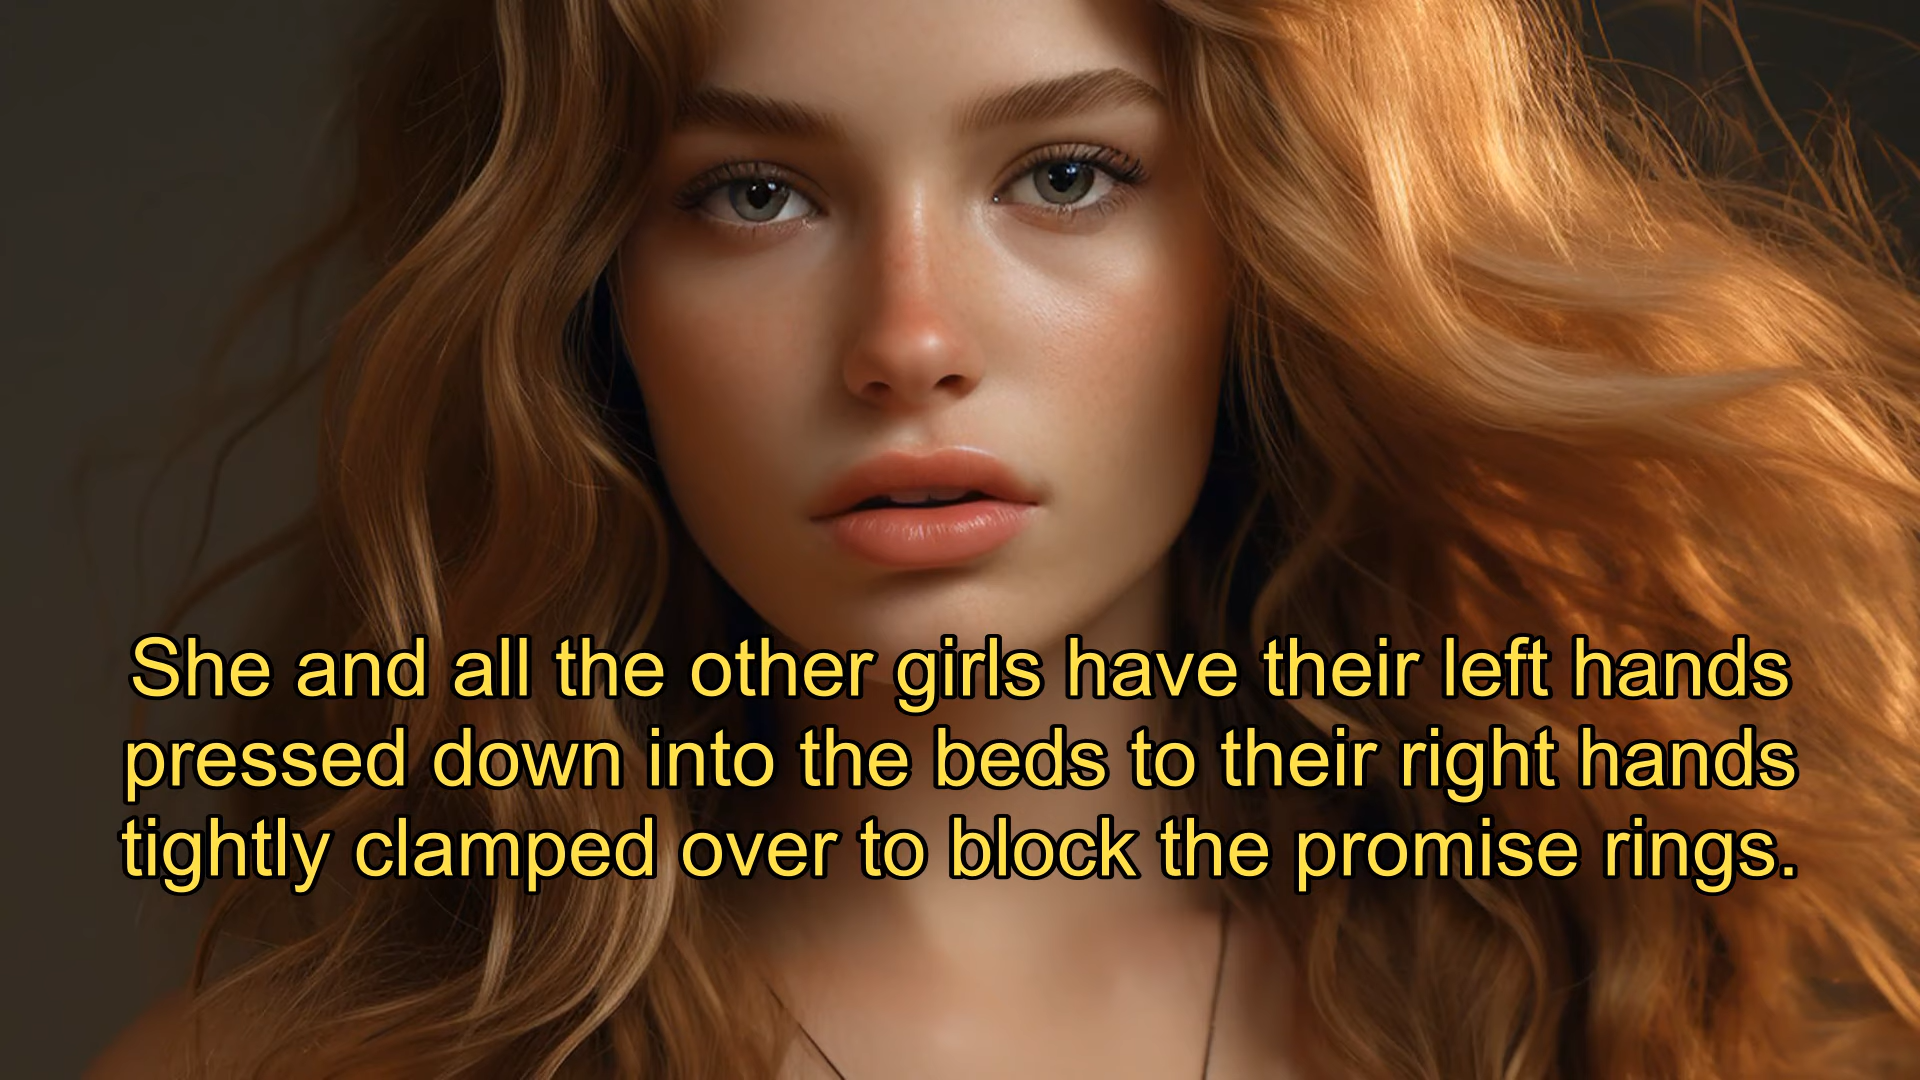 She and all the other girls have their left hands
pressed down into the beds to their right hands
tightly clamped over to block the promise rings.